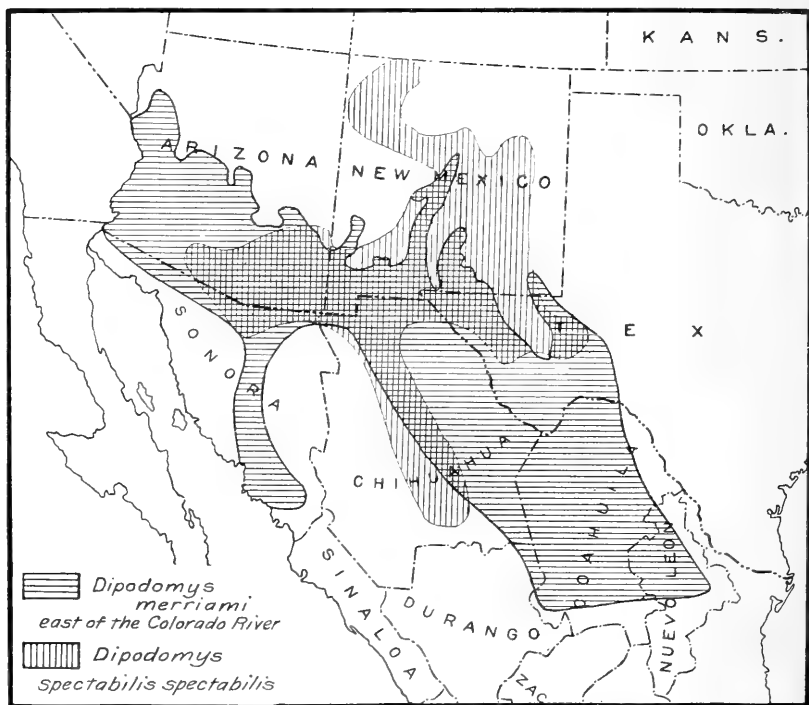 KANS.
OKLA.
ARIZONA
NEW MEXICO
TEX
SONORA
CHIHUAHUA
COAHUILA
NUEVO LEON
SINALOA
DURANGO
ZAC.
Dipodomys
merriami
east of the Colorado River
Dipodomys
spectabilis spectabilis